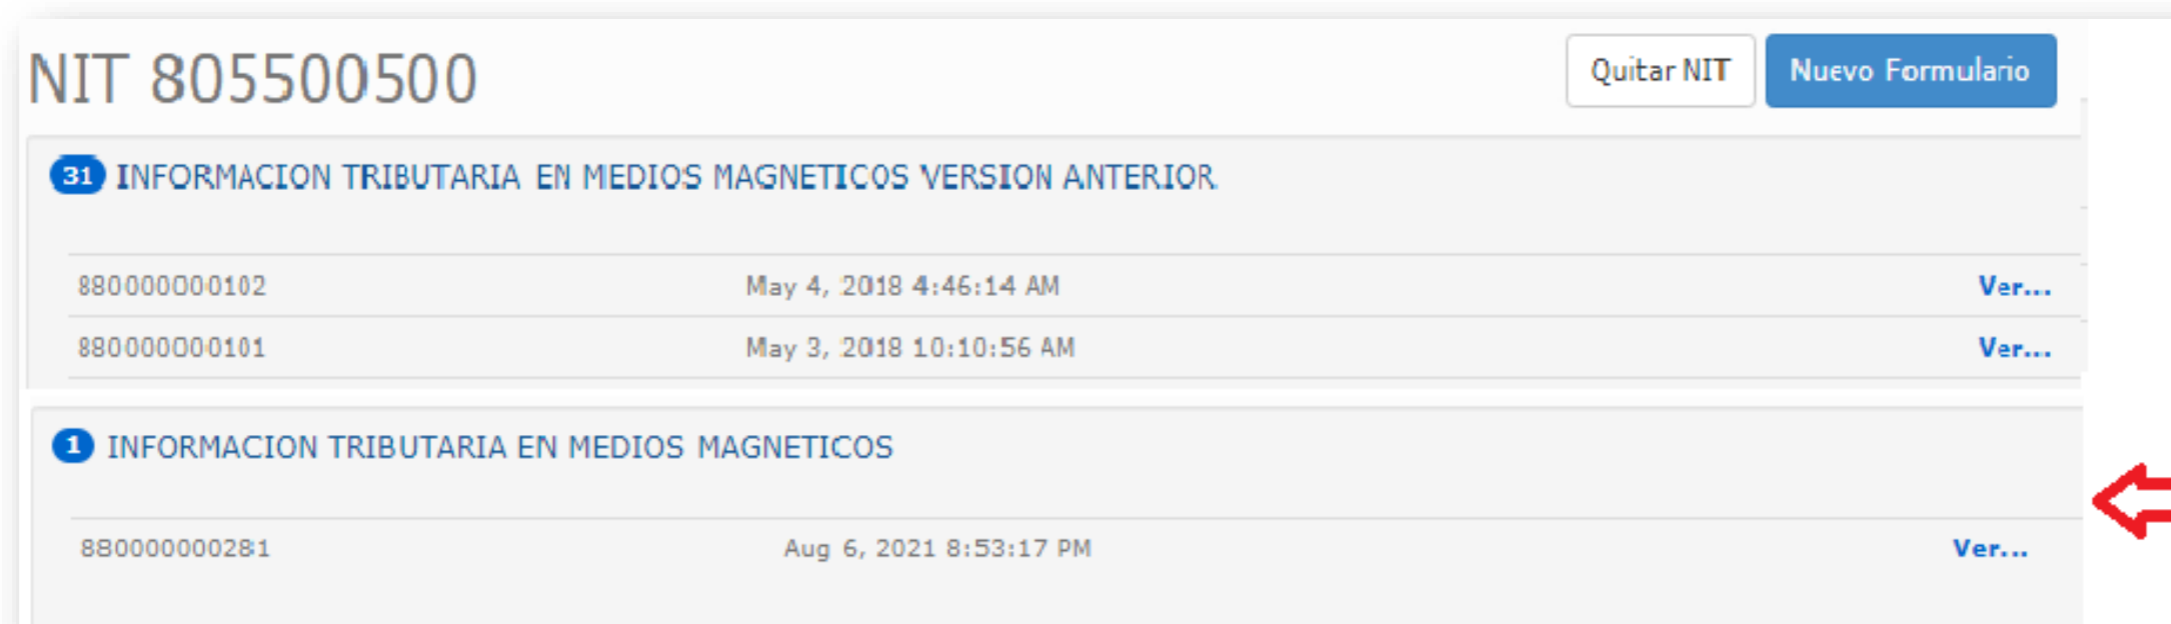 NIT 805500500
Quitar NIT
Nuevo Formulario
31 INFORMACION TRIBUTARIA EN MEDIOS MAGNETICOS VERSION ANTERIOR
880000000102 May 4, 2018 4:46:14 AM Ver...
880000000101 May 3, 2018 10:10:56 AM Ver...
1 INFORMACION TRIBUTARIA EN MEDIOS MAGNETICOS
880000000281 Aug 6, 2021 8:53:17 PM Ver...